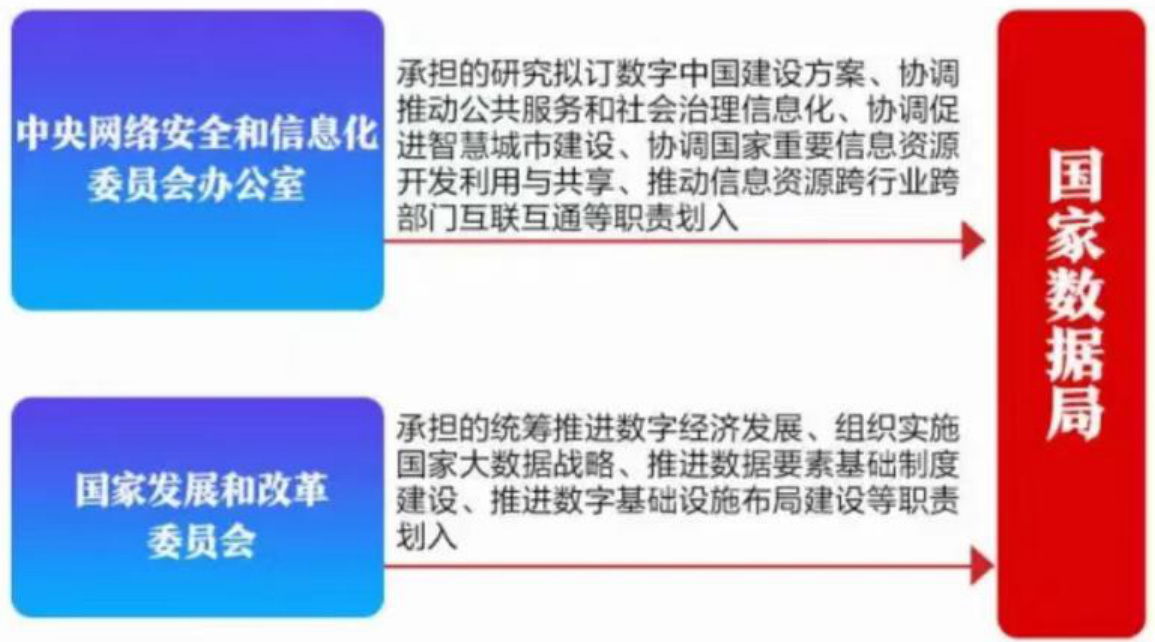 中央网络安全和信息化
委员会办公室
承担的研究拟订数字中国建设方案、协调
推动公共服务和社会治理信息化、协调促
进智慧城市建设、协调国家重要信息资源
开发利用与共享、推动信息资源跨行业跨
部门互联互通等职责划入
国家发展和改革
委员会
承担的统筹推进数字经济发展、组织实施
国家大数据战略、推进数据要素基础制度
建设、推进数字基础设施布局建设等职责
划入
国家数据局